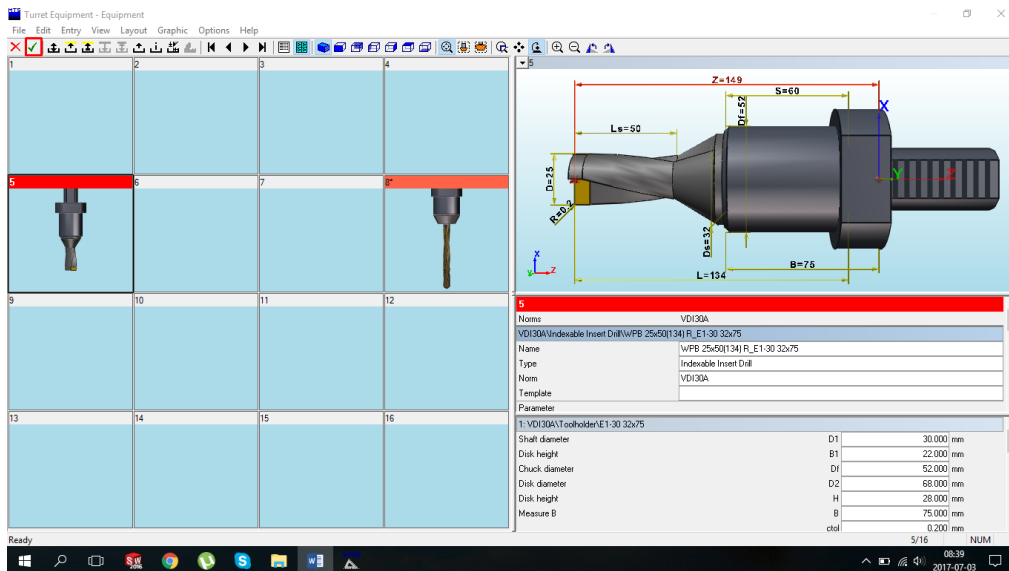 MTS Turret Equipment - Equipment
File Edit Entry View Layout Graphic Options Help
1 2 3 4
5
Z=149
S=60
X
Df=52
Ls=50
D=25
Y Z
R=0.2
Ds=32
X
Y Z
B=75
L=134
5 6 7 8*
9 10 11 12
13 14 15 16
5
Norms VDI30A
VDI30A\Indexable Insert Drill\WPB 25x50(134) R_E1-30 32x75
Name WPB 25x50(134) R_E1-30 32x75
Type Indexable Insert Drill
Norm VDI30A
Template
Parameter
1: VDI30A\Toolholder\E1-30 32x75
Shaft diameter D1 30.000 mm
Disk height B1 22.000 mm
Chuck diameter Df 52.000 mm
Disk diameter D2 68.000 mm
Disk height H 28.000 mm
Measure B B 75.000 mm
ctol 0.200 mm
Ready 5/16 NUM
SW 2016 S W
08:39
2017-07-03